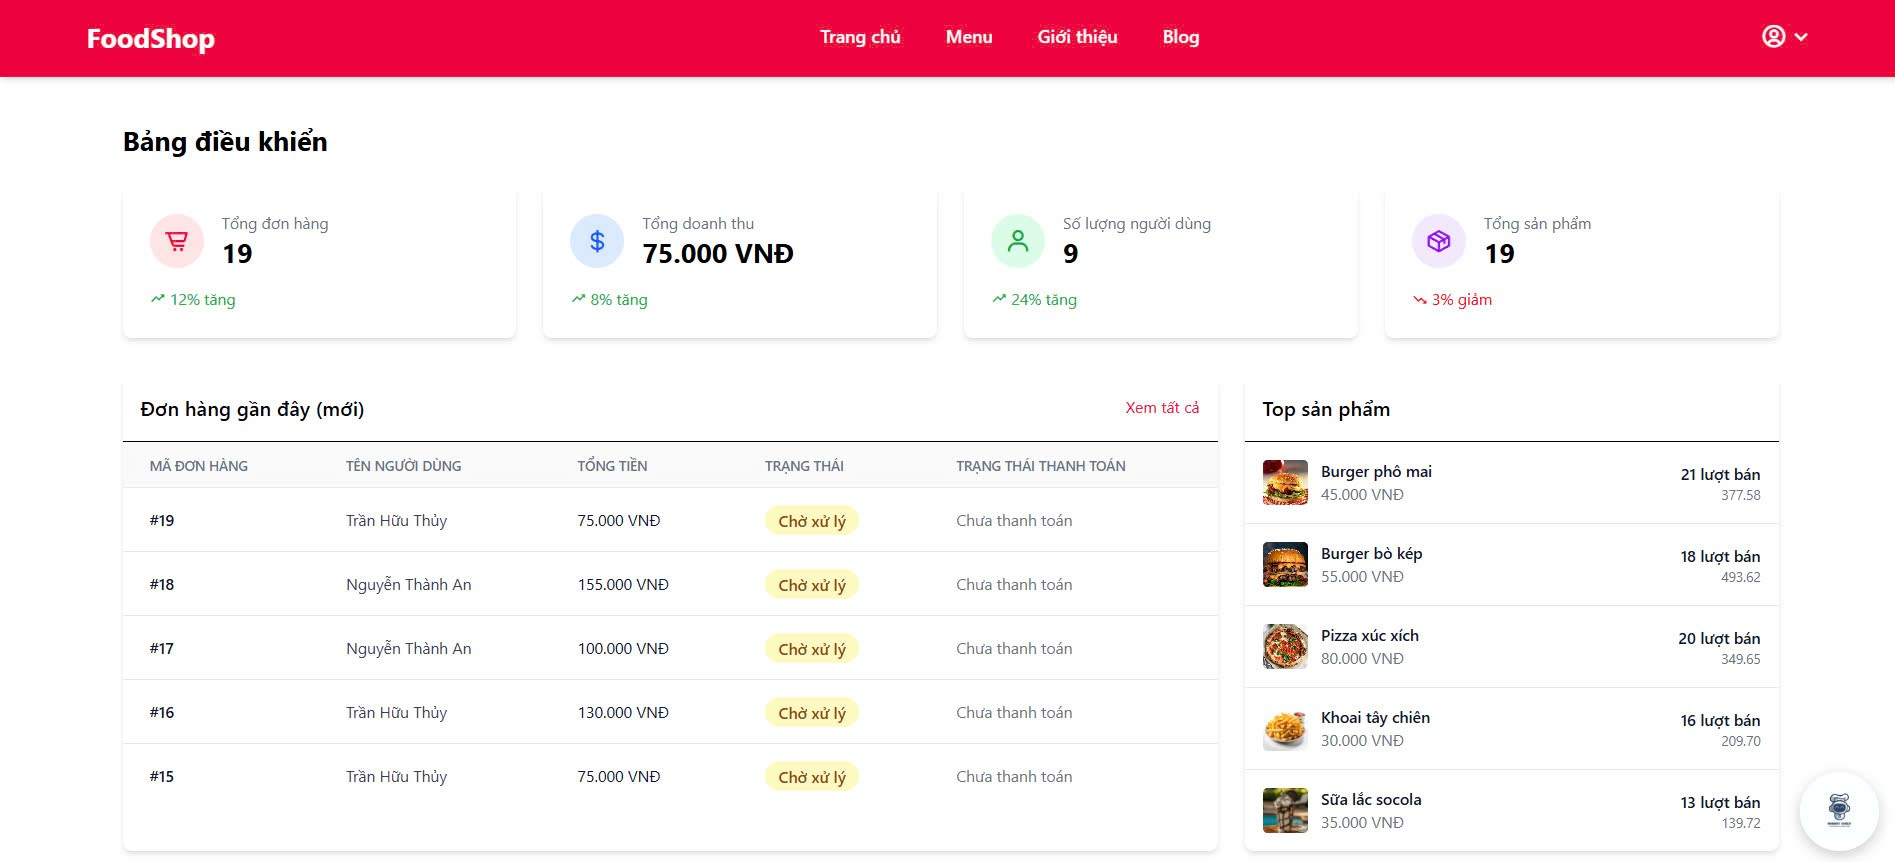 FoodShop
Trang chủ Menu Giới thiệu Blog
Bảng điều khiển
Tổng đơn hàng
19
12% tăng
Tổng doanh thu
75.000 VNĐ
8% tăng
Số lượng người dùng
9
24% tăng
Tổng sản phẩm
19
3% giảm
Đơn hàng gần đây (mới) Xem tất cả
MÃ ĐƠN HÀNG TÊN NGƯỜI DÙNG TỔNG TIỀN TRẠNG THÁI TRẠNG THÁI THANH TOÁN
#19 Trần Hữu Thủy 75.000 VNĐ Chờ xử lý Chưa thanh toán
#18 Nguyễn Thành An 155.000 VNĐ Chờ xử lý Chưa thanh toán
#17 Nguyễn Thành An 100.000 VNĐ Chờ xử lý Chưa thanh toán
#16 Trần Hữu Thủy 130.000 VNĐ Chờ xử lý Chưa thanh toán
#15 Trần Hữu Thủy 75.000 VNĐ Chờ xử lý Chưa thanh toán
Top sản phẩm
Burger phô mai 21 lượt bán
45.000 VNĐ 377.58
Burger bò kép 18 lượt bán
55.000 VNĐ 493.62
Pizza xúc xích 20 lượt bán
80.000 VNĐ 349.65
Khoai tây chiên 16 lượt bán
30.000 VNĐ 209.70
Sữa lắc socola 13 lượt bán
35.000 VNĐ 139.72